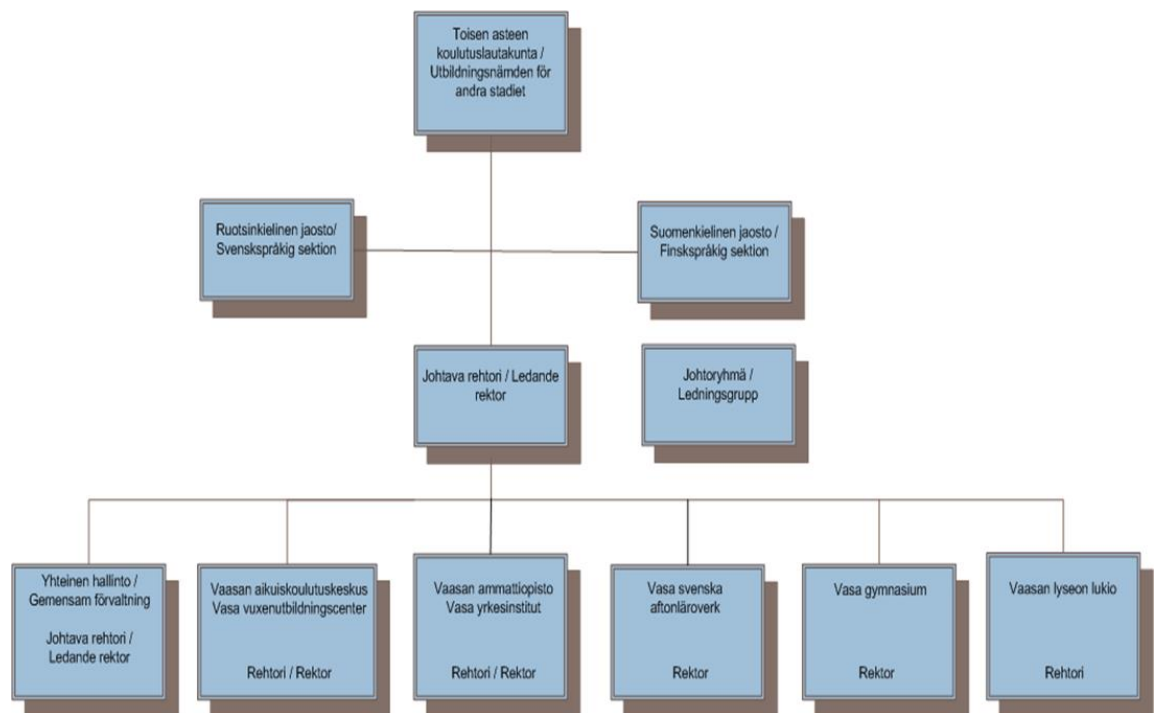 Toisen asteen
koulutuslautakunta /
Utbildningsnämden för
andra stadiet
Ruotsinkielinen jaosto/
Svenskspråkig sektion
Suomenkielinen jaosto /
Finskspråkig sektion
Johtava rehtori / Ledande
rektor
Johtoryhmä /
Ledningsgrupp
Yhteinen hallinto /
Gemensam förvaltning
Johtava rehtori /
Ledande rektor
Vaasan aikuiskoulutuskeskus
Vasa vuxenutbildningscenter
Rehtori / Rektor
Vaasan ammattiopisto
Vasa yrkesinstitut
Rehtori / Rektor
Vasa svenska
aftonläroverk
Rektor
Vasa gymnasium
Rektor
Vaasan lyseon lukio
Rehtori